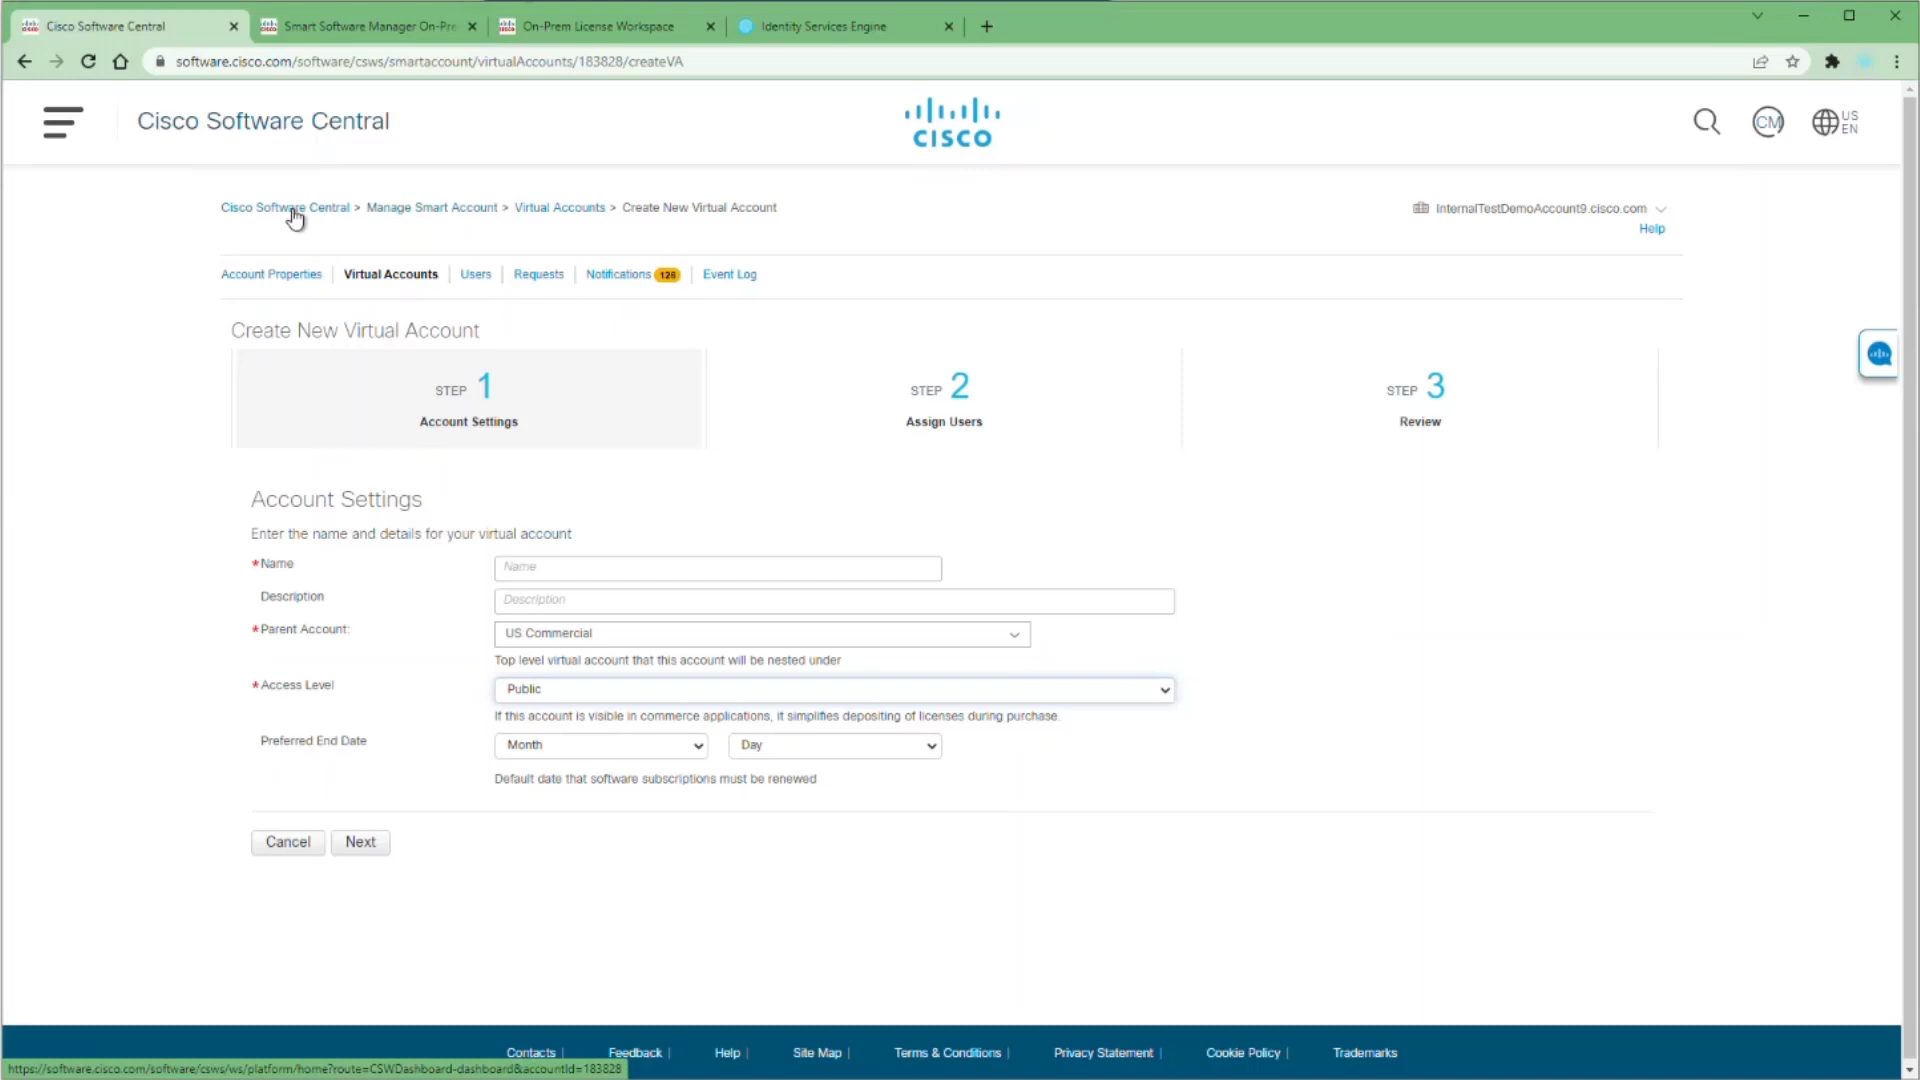 Cisco Software Central
Smart Software Manager On-Pre
On-Prem License Workspace
Identity Services Engine
software.cisco.com/software/csws/smartaccount/virtualAccounts/183828/createVA
Cisco Software Central
CISCO
CM
US
EN
Cisco Software Central > Manage Smart Account > Virtual Accounts > Create New Virtual Account
InternalTestDemoAccount9.cisco.com
Help
Account Properties
Virtual Accounts
Users
Requests
Notifications 126
Event Log
Create New Virtual Account
STEP 1
Account Settings
STEP 2
Assign Users
STEP 3
Review
Account Settings
Enter the name and details for your virtual account
*Name
Name
Description
Description
*Parent Account:
US Commercial
Top level virtual account that this account will be nested under
*Access Level
Public
If this account is visible in commerce applications, it simplifies depositing of licenses during purchase.
Preferred End Date
Month
Day
Default date that software subscriptions must be renewed
Cancel
Next
Contacts |
Feedback |
Help |
Site Map |
Terms & Conditions |
Privacy Statement |
Cookie Policy |
Trademarks
https://software.cisco.com/software/csws/ws/platform/home?route=CSWDashboard-dashboard&accountId=183828